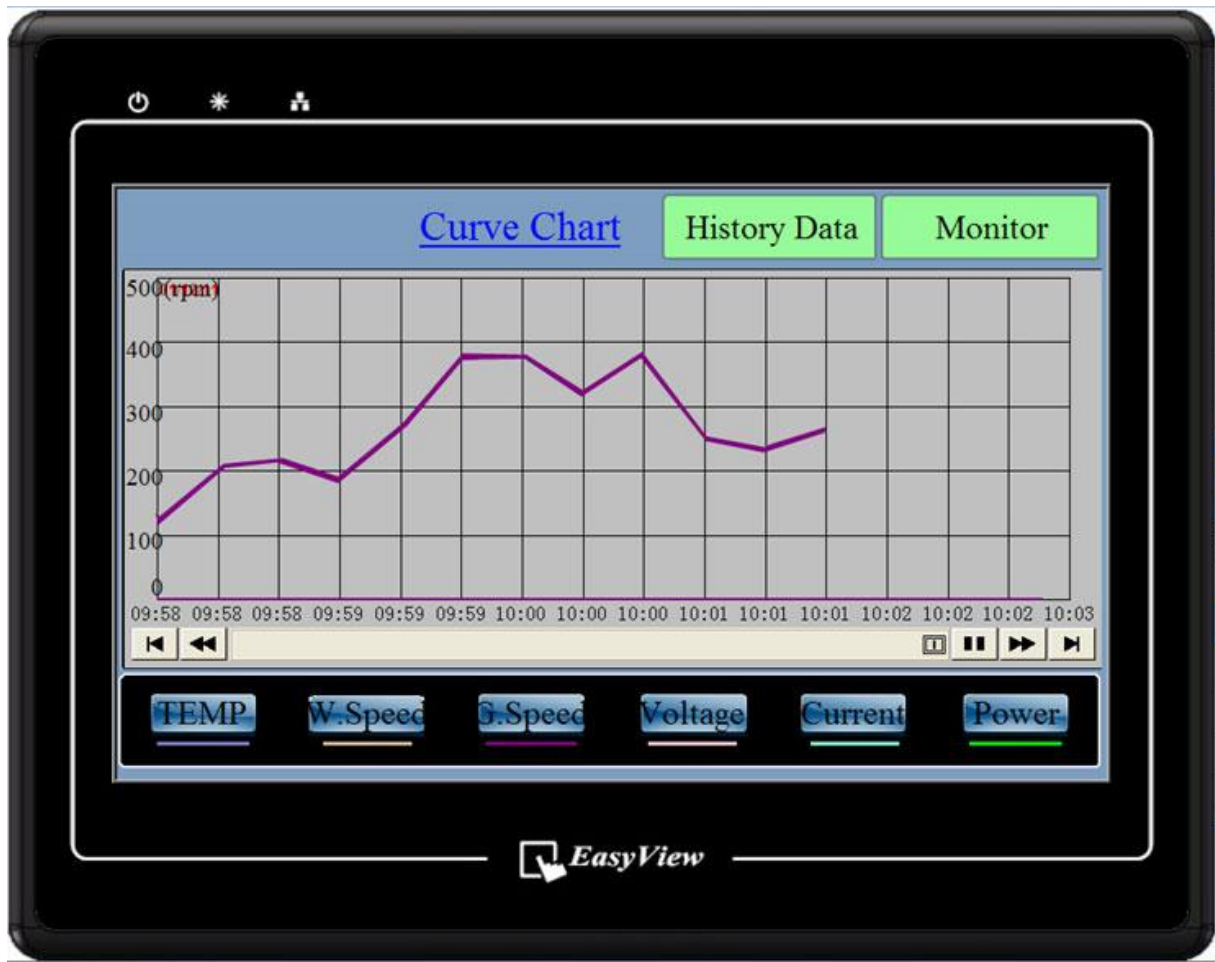 Curve Chart History Data Monitor
500(rpm)
400
300
200
100
0
09:58 09:58 09:58 09:59 09:59 09:59 10:00 10:00 10:00 10:01 10:01 10:01 10:02 10:02 10:02 10:03
TEMP W.Speed G.Speed Voltage Current Power
EasyView